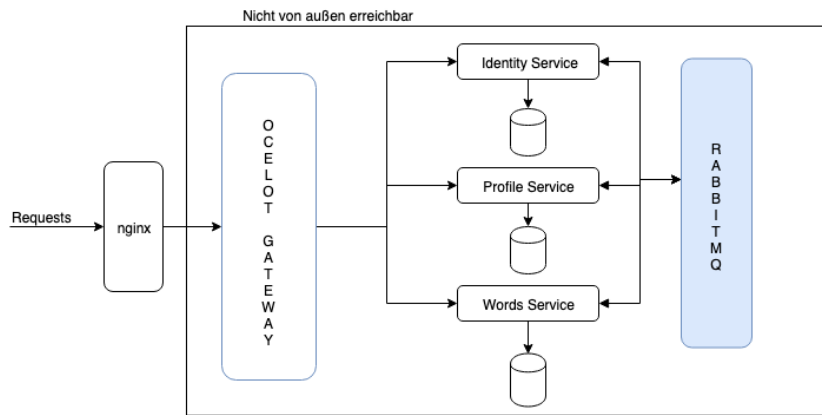 Nicht von außen erreichbar
Requests
nginx
OCELOT GATEWAY
Identity Service
Profile Service
Words Service
RABBITMQ